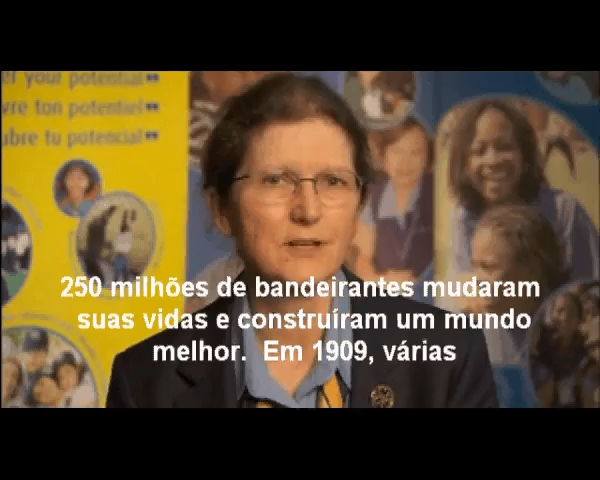 er your potential
vre ton potentiel
ubre tu potencial
250 milhões de bandeirantes mudaram
suas vidas e construíram um mundo
melhor. Em 1909, várias